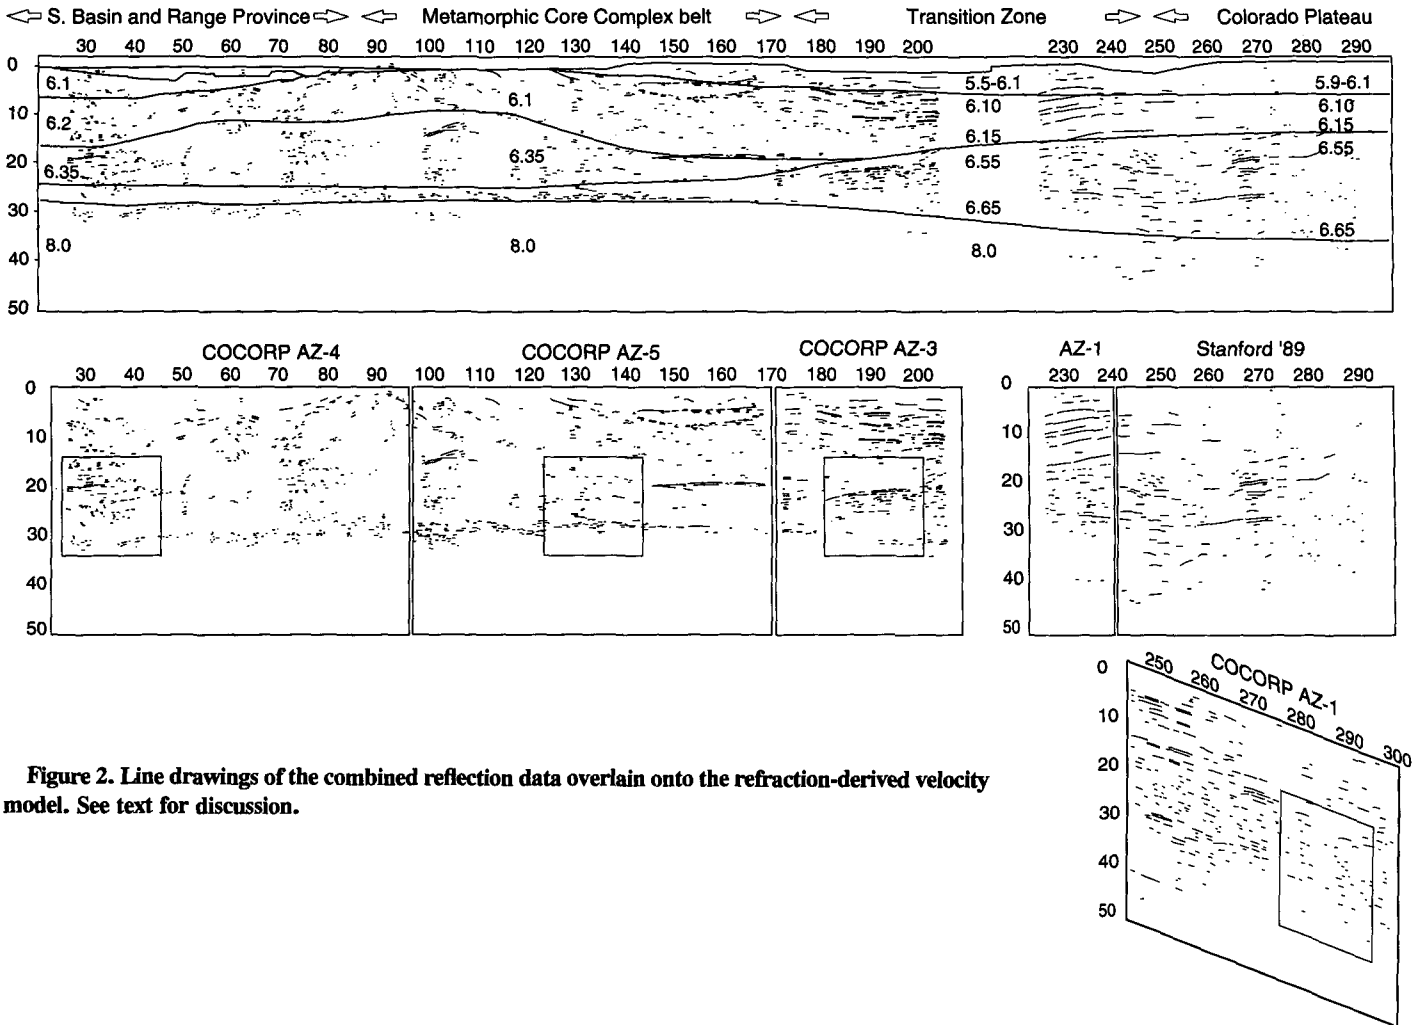 S. Basin and Range Province Metamorphic Core Complex belt Transition Zone Colorado Plateau
30 40 50 60 70 80 90 100 110 120 130 140 150 160 170 180 190 200 230 240 250 260 270 280 290
0
6.1 5.5-6.1 5.9-6.1
10 6.1 6.10 6.10
6.2 6.15 6.15
20 6.35 6.55 6.55
6.35
30 6.65 6.65
8.0 8.0 8.0
40
50
COCORP AZ-4 COCORP AZ-5 COCORP AZ-3 AZ-1 Stanford '89
30 40 50 60 70 80 90 100 110 120 130 140 150 160 170 180 190 200 230 240 250 260 270 280 290
0 0
10 10
20 20
30 30
40 40
50 50
COCORP AZ-1
250 260 270 280 290 300
0
10
20
30
40
50
Figure 2. Line drawings of the combined reflection data overlain onto the refraction-derived velocity
model. See text for discussion.